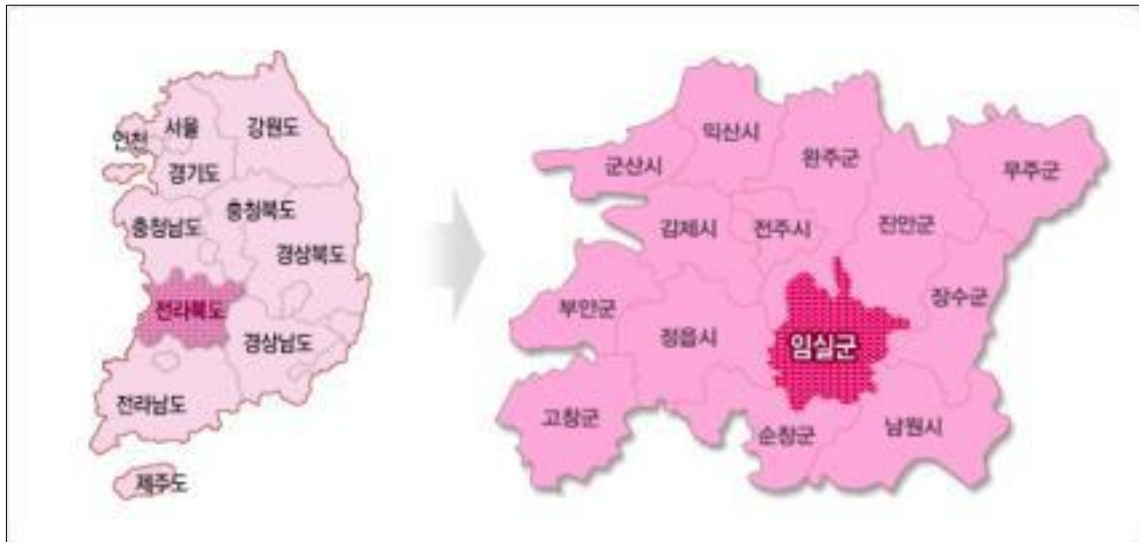 서울
강원도
인천
경기도
충청북도
충청남도
경상북도
전라북도
경상남도
전라남도
제주도
익산시
완주군
무주군
군산시
김제시
전주시
진안군
부안군
장수군
정읍시
임실군
고창군
순창군
남원시